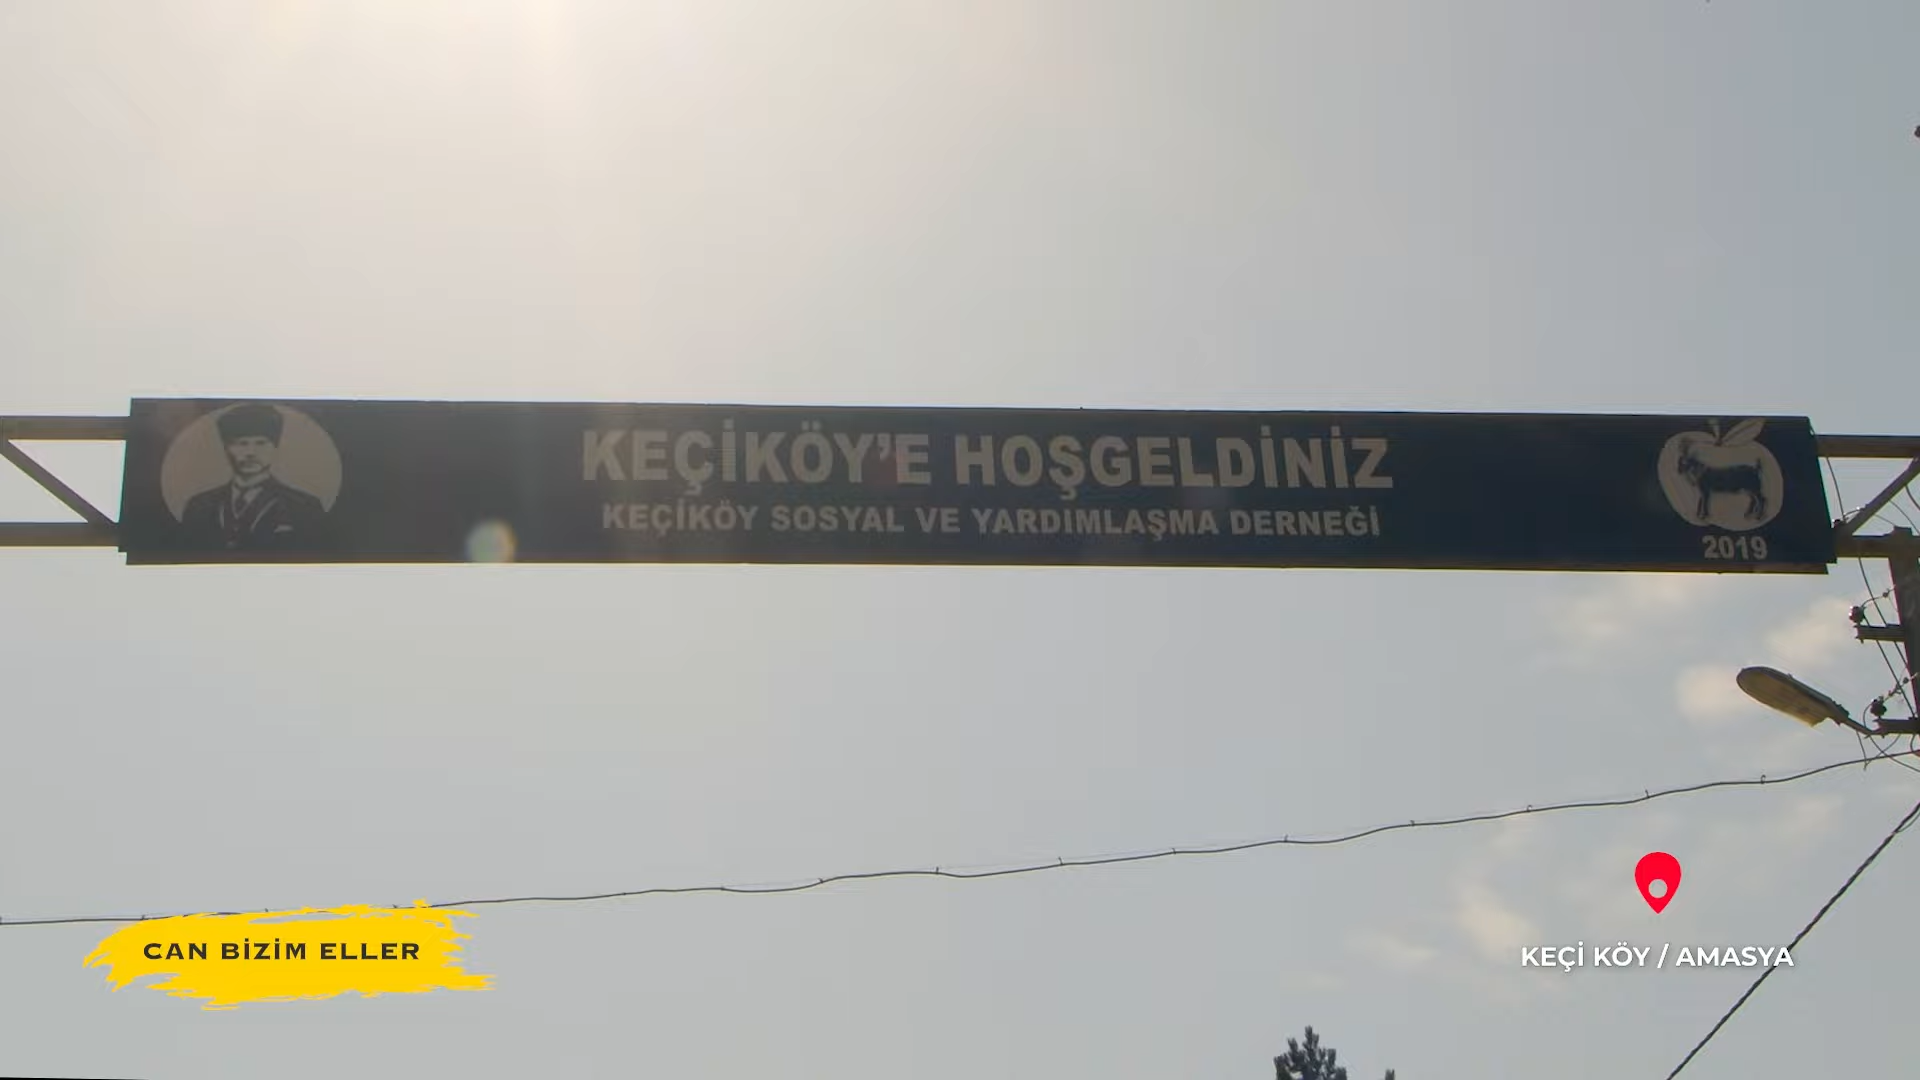 KEÇİKÖY'E HOŞGELDİNİZ
KEÇİKÖY SOSYAL VE YARDIMLAŞMA DERNEĞİ
2019
CAN BİZİM ELLER
KEÇİ KÖY / AMASYA